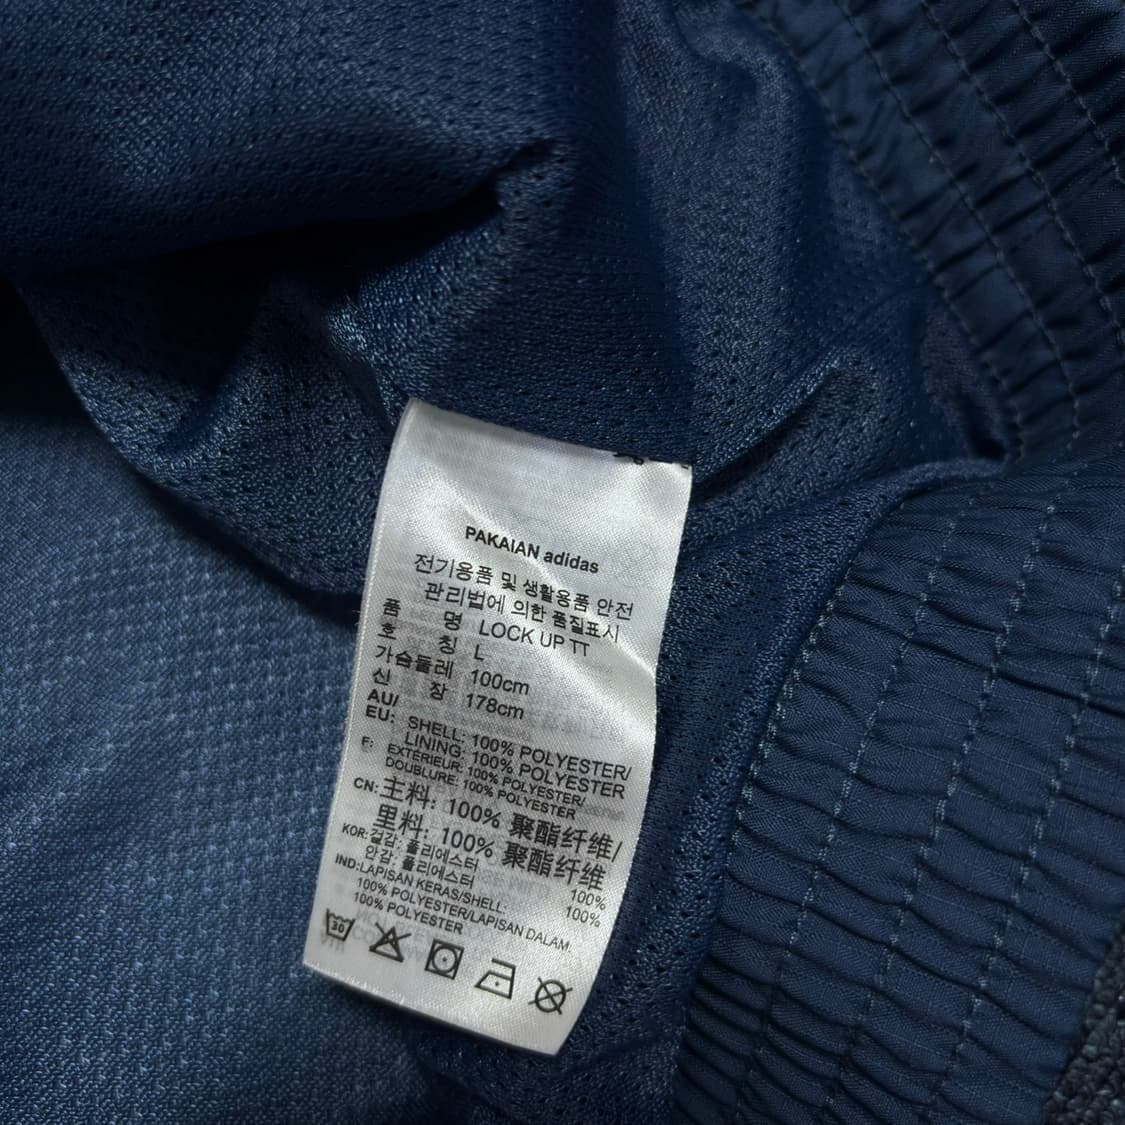 PAKAIAN adidas
전기용품 및 생활용품 안전
관리법에 의한 품질표시
품 명 LOCK UP TT
호 칭 L
가슴둘레 100cm
신 장 178cm
AU/
EU: SHELL: 100% POLYESTER/
LINING: 100% POLYESTER
F: EXTÉRIEUR: 100% POLYESTER/
DOUBLURE: 100% POLYESTER
CN: 主料: 100% 聚酯纤维/
里料: 100% 聚酯纤维
KOR: 겉감: 폴리에스터 100%
안감: 폴리에스터 100%
IND: LAPISAN KERAS/SHELL:
100% POLYESTER/LAPISAN DALAM:
100% POLYESTER
30